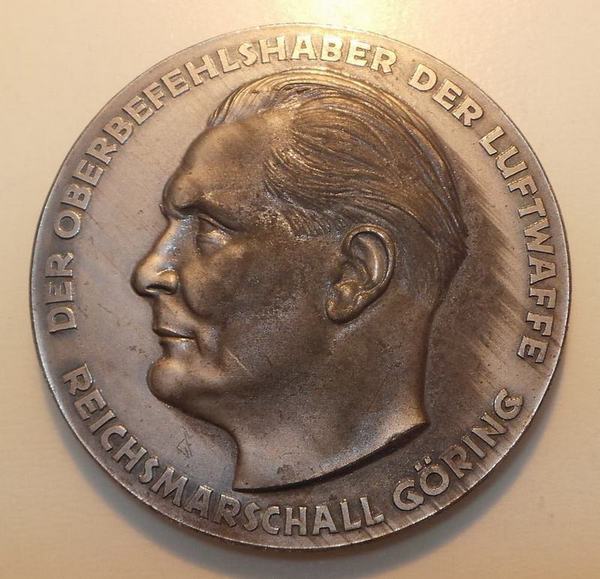 DER OBERBEFEHLSHABER DER LUFTWAFFE
REICHSMARSCHALL GÖRING